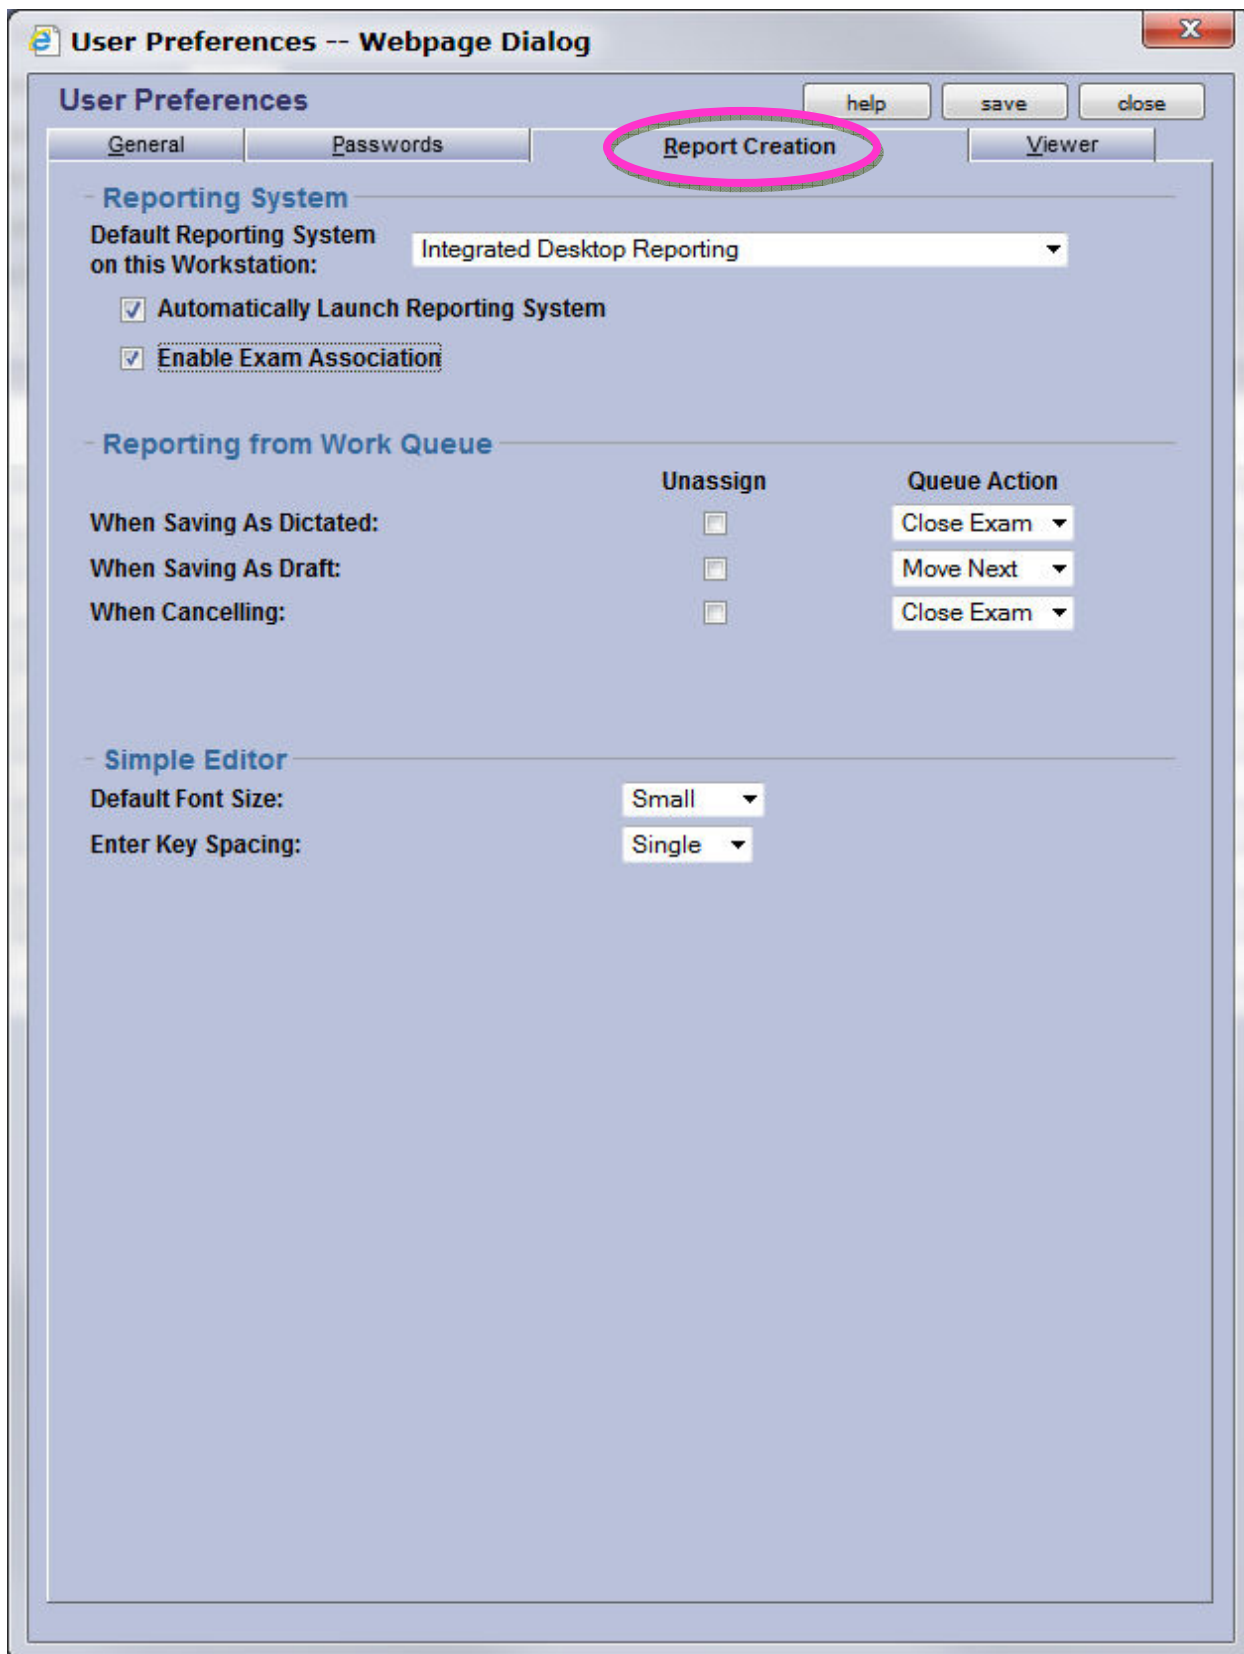 User Preferences -- Webpage Dialog
x
User Preferences
help save close
General Passwords Report Creation Viewer
Reporting System
Default Reporting System
on this Workstation:
Integrated Desktop Reporting
Automatically Launch Reporting System
Enable Exam Association
Reporting from Work Queue
Unassign Queue Action
When Saving As Dictated: Close Exam
When Saving As Draft: Move Next
When Cancelling: Close Exam
Simple Editor
Default Font Size: Small
Enter Key Spacing: Single